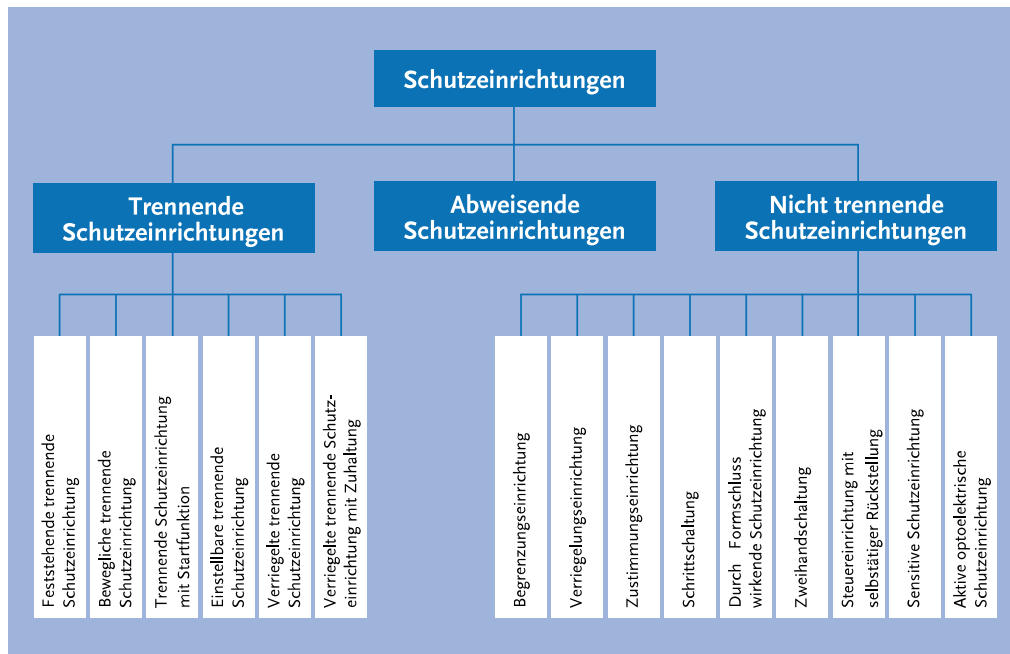 Schutzeinrichtungen
Trennende
Schutzeinrichtungen
Abweisende
Schutzeinrichtungen
Nicht trennende
Schutzeinrichtungen
Feststehende trennende
Schutzeinrichtung
Bewegliche trennende
Schutzeinrichtung
Trennende Schutzeinrichtung
mit Startfunktion
Einstellbare trennende
Schutzeinrichtung
Verriegelte trennende
Schutzeinrichtung
Verriegelte trennende Schutz-
einrichtung mit Zuhaltung
Begrenzungseinrichtung
Verriegelungseinrichtung
Zustimmungseinrichtung
Schrittschaltung
Durch Formschluss
wirkende Schutzeinrichtung
Zweihandschaltung
Steuereinrichtung mit
selbstätiger Rückstellung
Sensitive Schutzeinrichtung
Aktive optoelektrische
Schutzeinrichtung